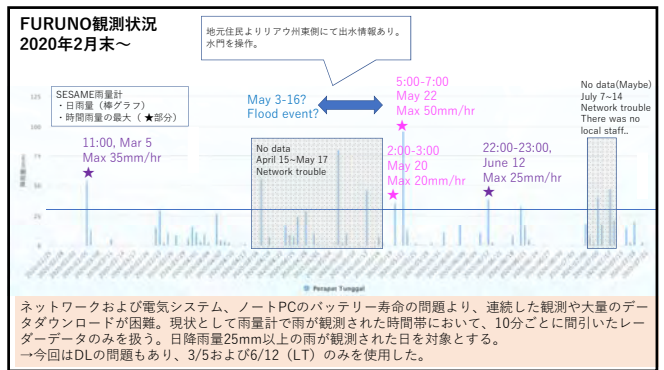 FURUNO観測状況
2020年2月末～
地元住民よりリアウ州東側にて出水情報あり。
水門を操作。
SESAME雨量計
・日雨量（棒グラフ）
・時間雨量の最大（★部分）
May 3-16?
Flood event?
5:00-7:00
May 22
Max 50mm/hr
No data(Maybe)
July 7~14
Network trouble
There was no
local staff..
11:00, Mar 5
Max 35mm/hr
No data
April 15~May 17
Network trouble
2:00-3:00
May 20
Max 20mm/hr
22:00-23:00,
June 12
Max 25mm/hr
125
100
75
50
25
0
Perapat Tunggal
ネットワークおよび電気システム、ノートPCのバッテリー寿命の問題より、連続した観測や大量のデー
タダウンロードが困難。現状として雨量計で雨が観測された時間帯において、10分ごとに間引いたレー
ダーデータのみを扱う。日降雨量25mm以上の雨が観測された日を対象とする。
→今回はDLの問題もあり、3/5および6/12（LT）のみを使用した。